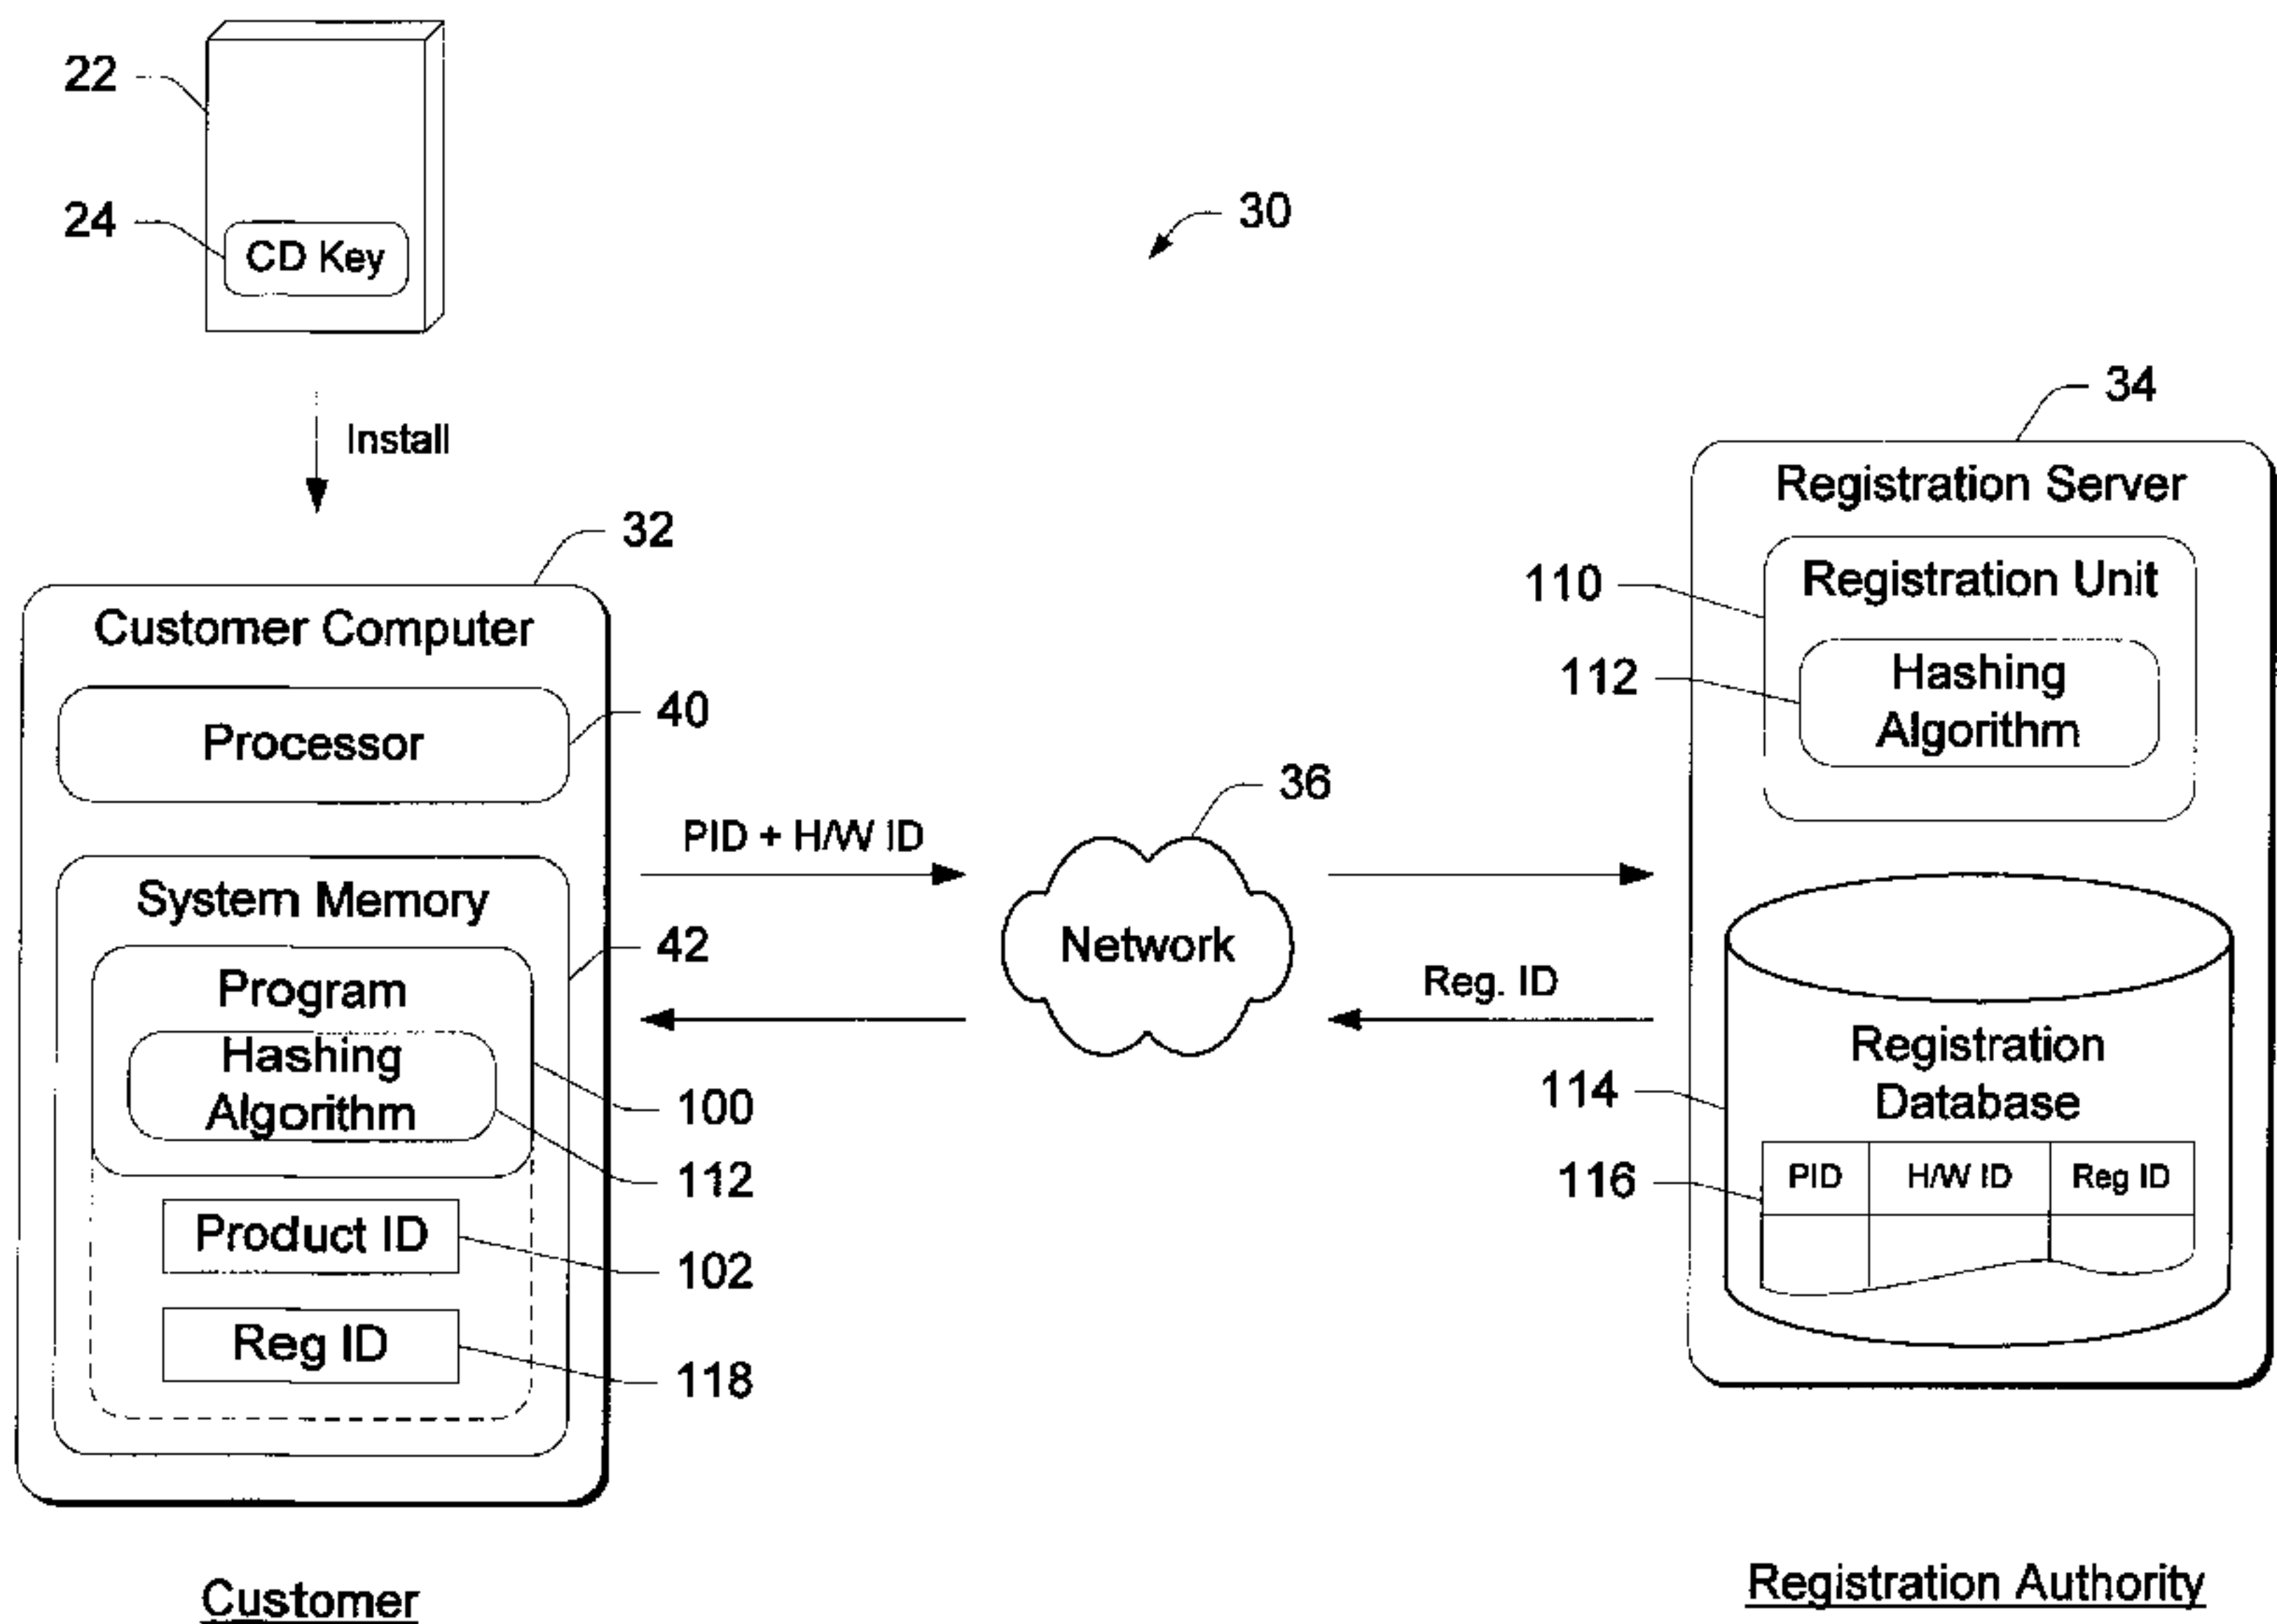 22
24
CD Key
30
Install
34
Registration Server
32
110
Registration Unit
Customer Computer
112
Hashing
Algorithm
40
Processor
36
PID + H/W ID
System Memory
42
Network
Program
Reg. ID
Hashing
Algorithm
Registration
Database
100
114
112
116
PID
H/W ID
Reg ID
Product ID
102
Reg ID
118
Customer
Registration Authority